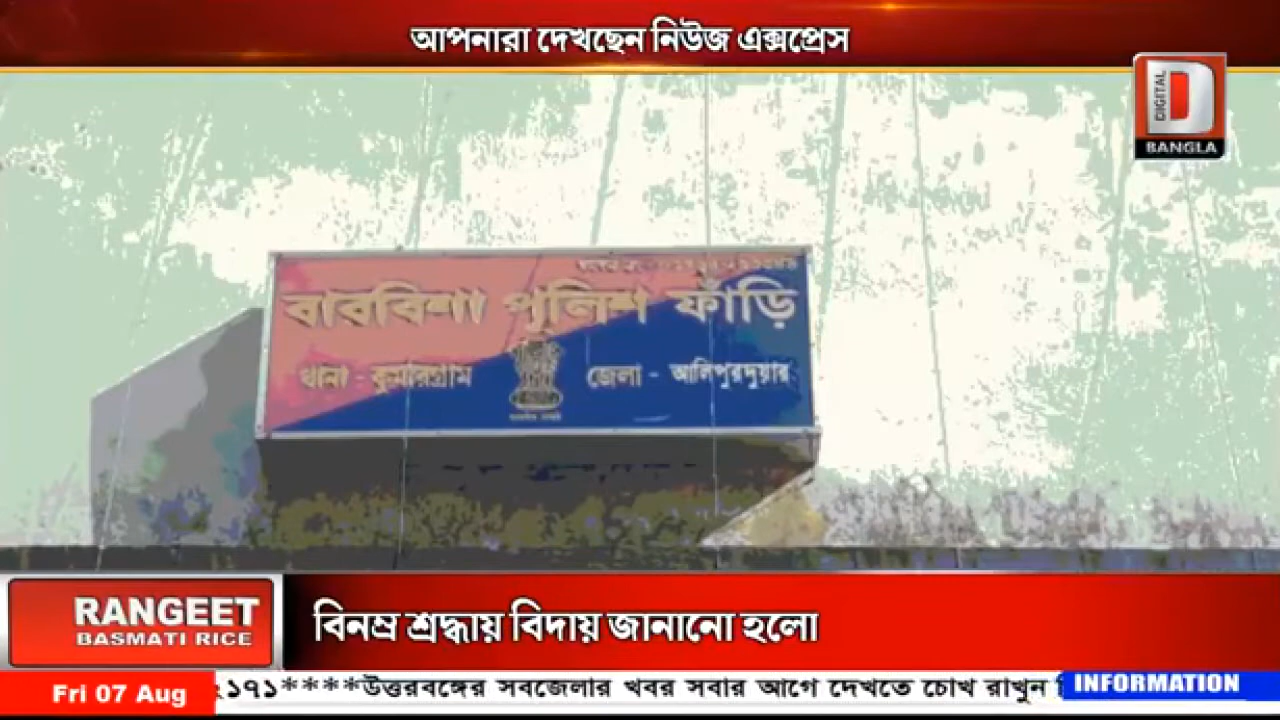 আপনারা দেখছেন নিউজ এক্সপ্রেস
DIGITAL
D
BANGLA
বারবিশা পুলিশ ফাঁড়ি
থানা - কুমারগ্রাম
জেলা - আলিপুরদুয়ার
RANGEET
BASMATI RICE
বিনম্র শ্রদ্ধায় বিদায় জানানো হলো
Fri 07 Aug
২১৭১****উত্তরবঙ্গের সবজেলার খবর সবার আগে দেখতে চোখ রাখুন
INFORMATION